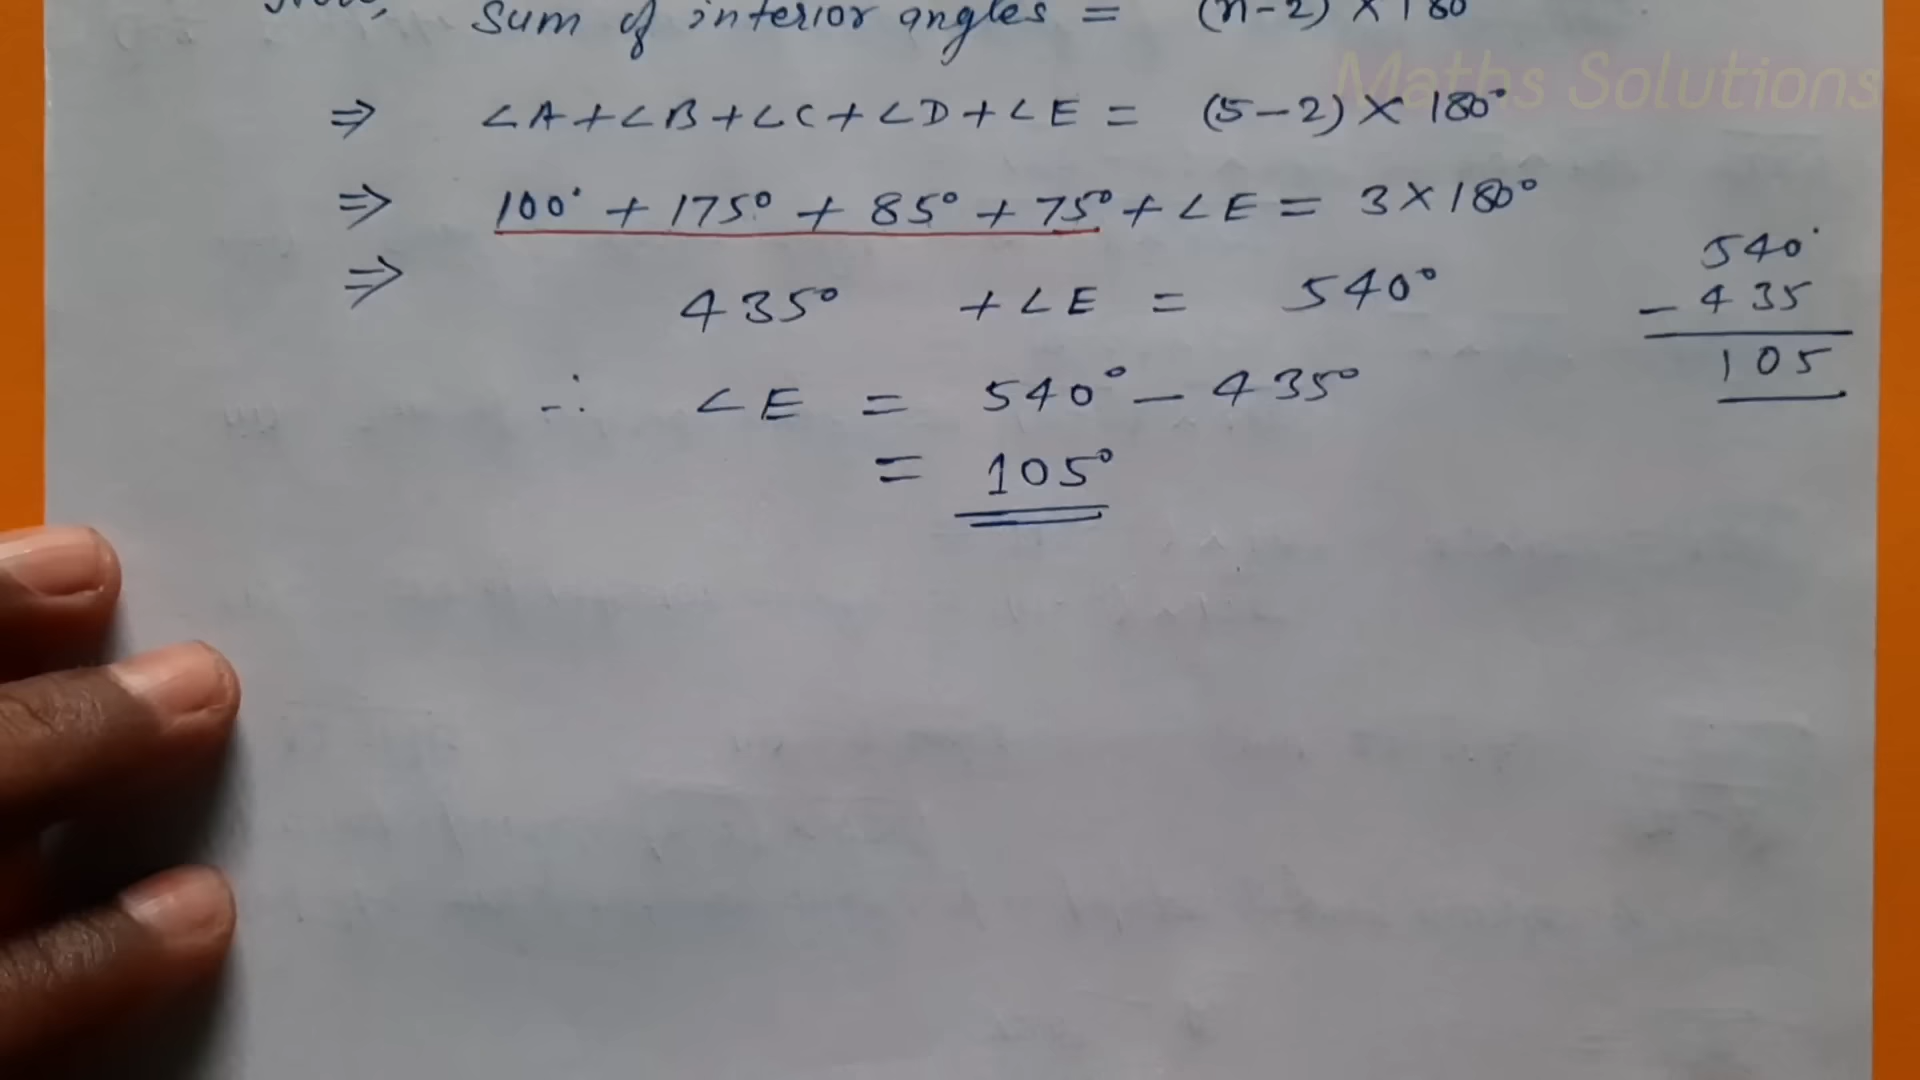 Sum of interior angles = (n-2) × 180
Maths Solutions
⇒ ∠A+∠B+∠C+∠D+∠E = (5-2) × 180°
⇒ 100° + 175° + 85° + 75° + ∠E = 3 × 180°
⇒ 435° + ∠E = 540°
∴ ∠E = 540° - 435°
= 105°
540°
- 435
105